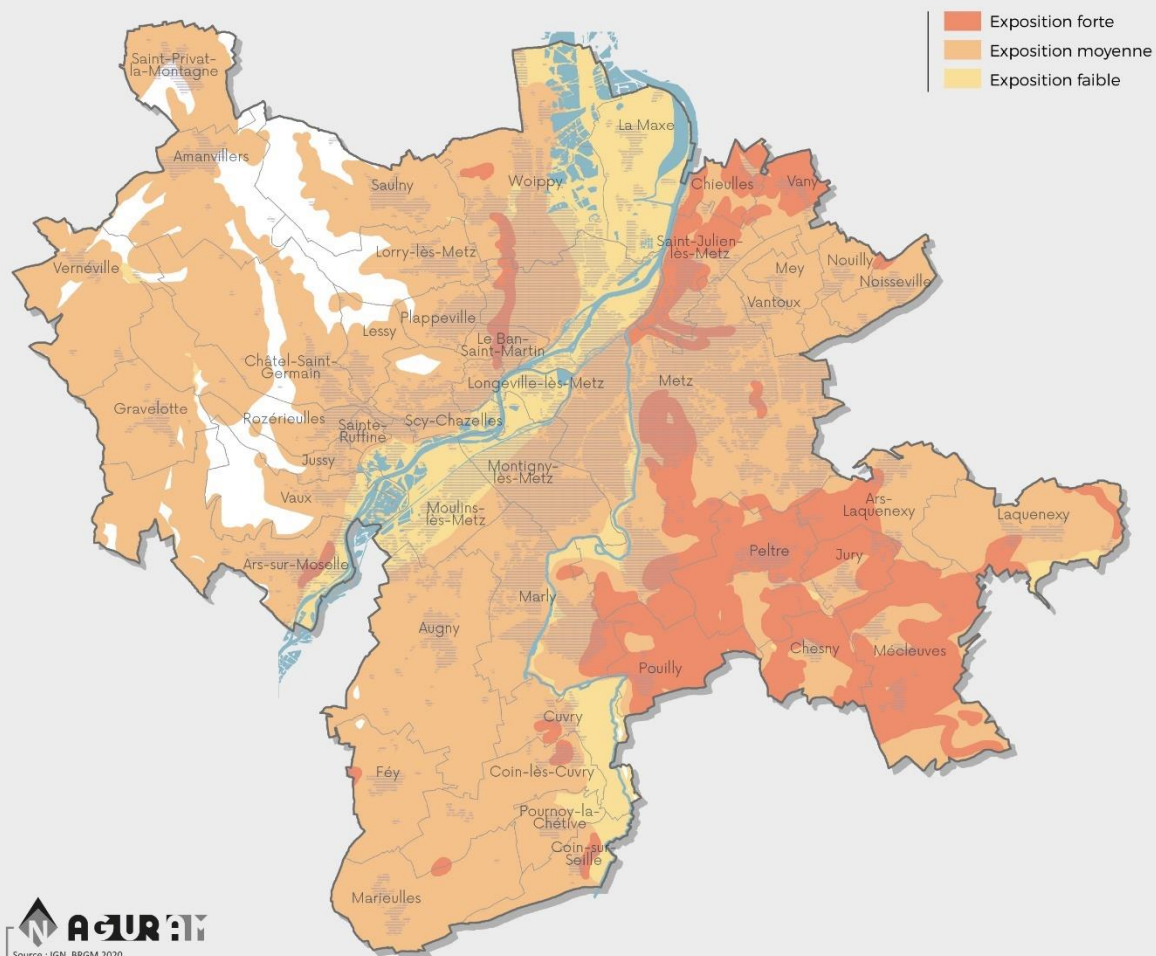 Exposition forte
Exposition moyenne
Exposition faible
Saint-Privat-
la-Montagne
La Maxe
Amanvillers
Saulny
Woippy
Chieulles
Vany
Saint-Julien-
lès-Metz
Lorry-lès-Metz
Vernéville
Mey
Nouilly
Noisseville
Vantoux
Plappeville
Lessy
Le Ban-
Saint-Martin
Châtel-Saint-
Germain
Longeville-lès-Metz
Metz
Gravelotte
Rozérieulles
Scy-Chazelles
Sainte-
Ruffine
Jussy
Montigny-
lès-Metz
Vaux
Moulins-
lès-Metz
Ars-
Laquenexy
Laquenexy
Peltre
Jury
Ars-sur-Moselle
Marly
Augny
Chesny
Mécleuves
Pouilly
Cuvry
Féy
Coin-lès-Cuvry
Pournoy-la-
Chétive
Coin-sur-
Seille
Marieulles
N
AGURAM
Source : IGN, BRGM 2020